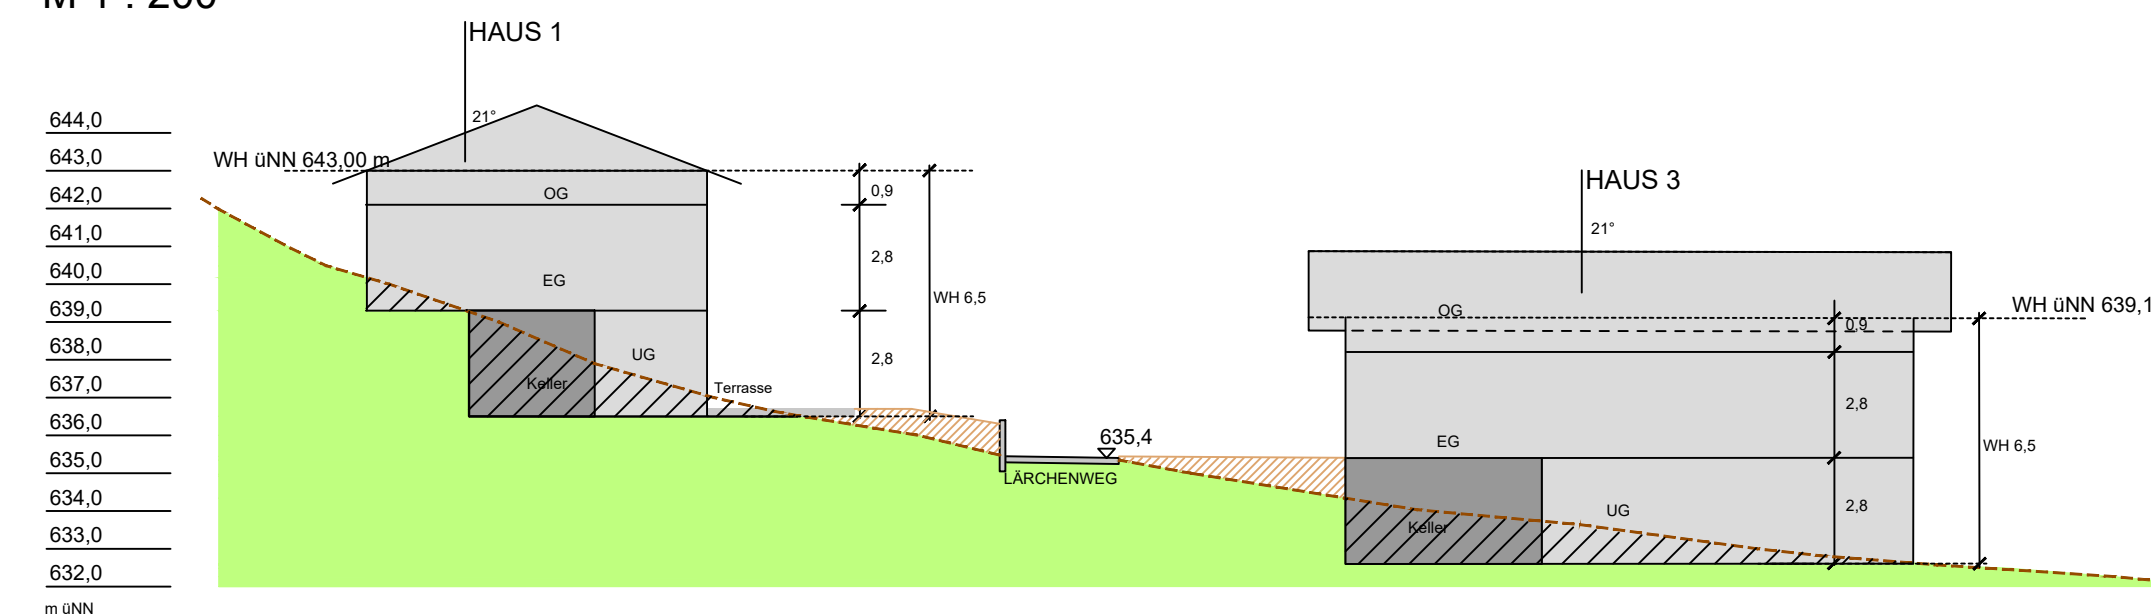 M 1 : 200
HAUS 1
21°
644,0
643,0
642,0
641,0
640,0
639,0
638,0
637,0
636,0
635,0
634,0
633,0
632,0
m üNN
WH üNN 643,00 m
OG
EG
UG
Keller
Terrasse
0,9
2,8
2,8
WH 6,5
635,4
LÄRCHENWEG
HAUS 3
21°
OG
EG
UG
Keller
0,9
2,8
2,8
WH 6,5
WH üNN 639,1